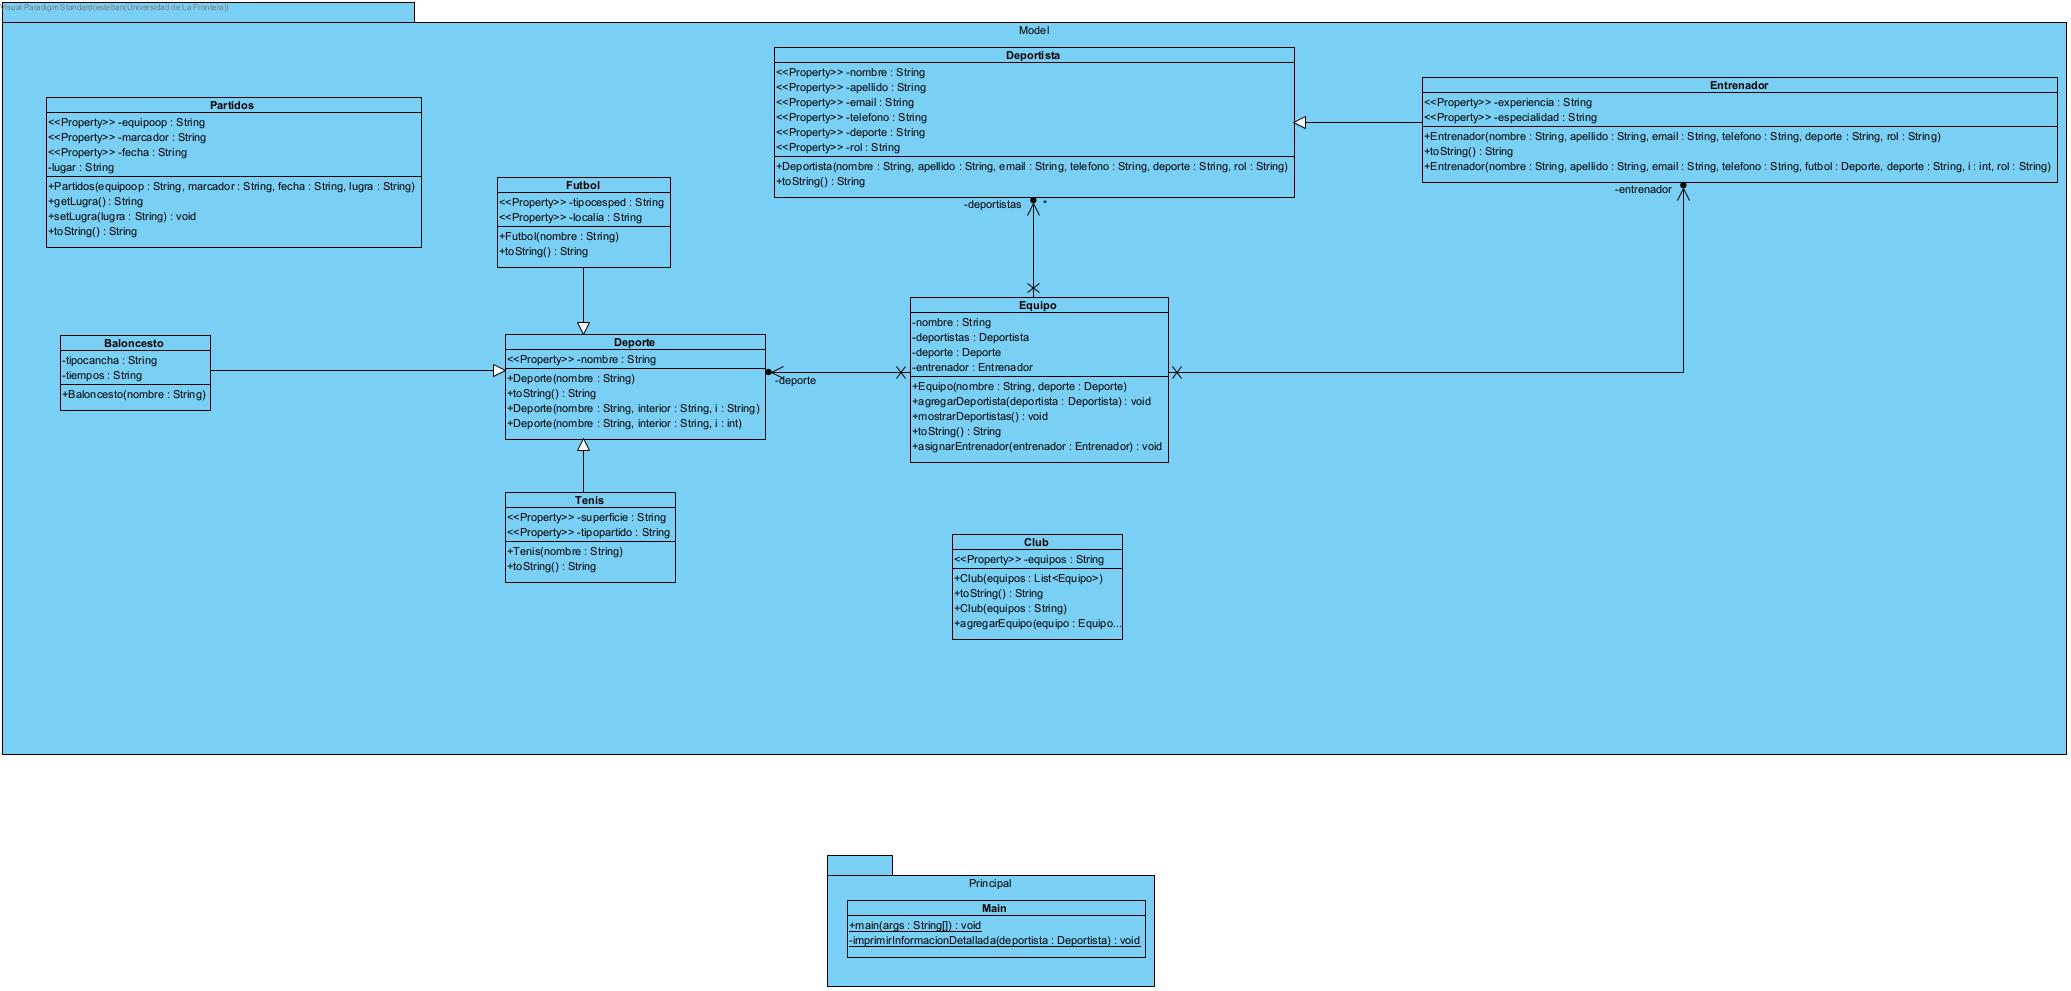 Visual Paradigm Standard(esteban(Universidad de La Frontera))
Model
Partidos
<<Property>> -equipoop : String
<<Property>> -marcador : String
<<Property>> -fecha : String
-lugar : String
+Partidos(equipoop : String, marcador : String, fecha : String, lugra : String)
+getLugra() : String
+setLugra(lugra : String) : void
+toString() : String
Futbol
<<Property>> -tipocesped : String
<<Property>> -localia : String
+Futbol(nombre : String)
+toString() : String
Deportista
<<Property>> -nombre : String
<<Property>> -apellido : String
<<Property>> -email : String
<<Property>> -telefono : String
<<Property>> -deporte : String
<<Property>> -rol : String
+Deportista(nombre : String, apellido : String, email : String, telefono : String, deporte : String, rol : String)
+toString() : String
Entrenador
<<Property>> -experiencia : String
<<Property>> -especialidad : String
+Entrenador(nombre : String, apellido : String, email : String, telefono : String, deporte : String, rol : String)
+toString() : String
+Entrenador(nombre : String, apellido : String, email : String, telefono : String, futbol : Deporte, deporte : String, i : int, rol : String)
-entrenador
-deportistas
*
Baloncesto
-tipocancha : String
-tiempos : String
+Baloncesto(nombre : String)
Deporte
<<Property>> -nombre : String
+Deporte(nombre : String)
+toString() : String
+Deporte(nombre : String, interior : String, i : String)
+Deporte(nombre : String, interior : String, i : int)
-deporte
Equipo
-nombre : String
-deportistas : Deportista
-deporte : Deporte
-entrenador : Entrenador
+Equipo(nombre : String, deporte : Deporte)
+agregarDeportista(deportista : Deportista) : void
+mostrarDeportistas() : void
+toString() : String
+asignarEntrenador(entrenador : Entrenador) : void
Tenis
<<Property>> -superficie : String
<<Property>> -tipopartido : String
+Tenis(nombre : String)
+toString() : String
Club
<<Property>> -equipos : String
+Club(equipos : List<Equipo>)
+toString() : String
+Club(equipos : String)
+agregarEquipo(equipo : Equipo...
Principal
Main
+main(args : String[]) : void
-imprimirInformacionDetallada(deportista : Deportista) : void